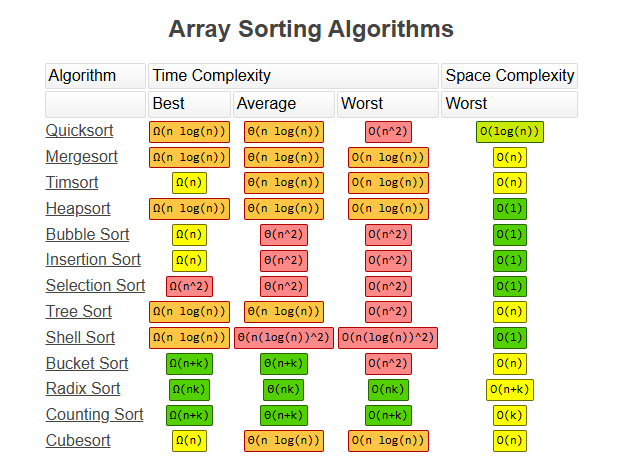 Array Sorting Algorithms
Algorithm Time Complexity Space Complexity
Best Average Worst Worst
Quicksort Ω(n log(n)) Θ(n log(n)) O(n^2) O(log(n))
Mergesort Ω(n log(n)) Θ(n log(n)) O(n log(n)) O(n)
Timsort Ω(n) Θ(n log(n)) O(n log(n)) O(n)
Heapsort Ω(n log(n)) Θ(n log(n)) O(n log(n)) O(1)
Bubble Sort Ω(n) Θ(n^2) O(n^2) O(1)
Insertion Sort Ω(n) Θ(n^2) O(n^2) O(1)
Selection Sort Ω(n^2) Θ(n^2) O(n^2) O(1)
Tree Sort Ω(n log(n)) Θ(n log(n)) O(n^2) O(n)
Shell Sort Ω(n log(n)) Θ(n(log(n))^2) O(n(log(n))^2) O(1)
Bucket Sort Ω(n+k) Θ(n+k) O(n^2) O(n)
Radix Sort Ω(nk) Θ(nk) O(nk) O(n+k)
Counting Sort Ω(n+k) Θ(n+k) O(n+k) O(k)
Cubesort Ω(n) Θ(n log(n)) O(n log(n)) O(n)